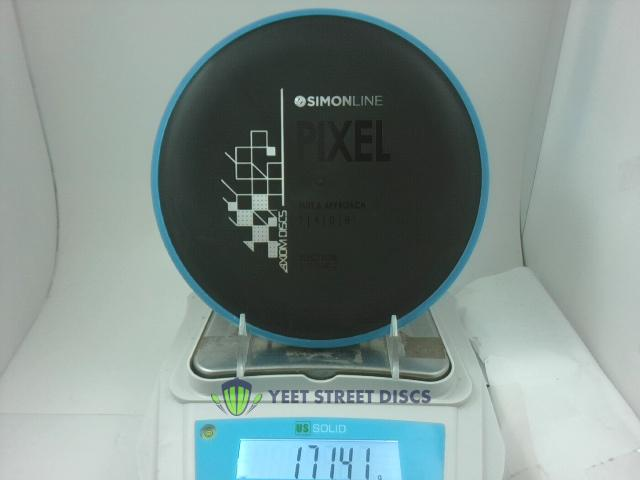 SIMONLINE
PIXEL
PUTT & APPROACH
AXIOM DISCS
YEET STREET DISCS
US SOLID
171.41 g